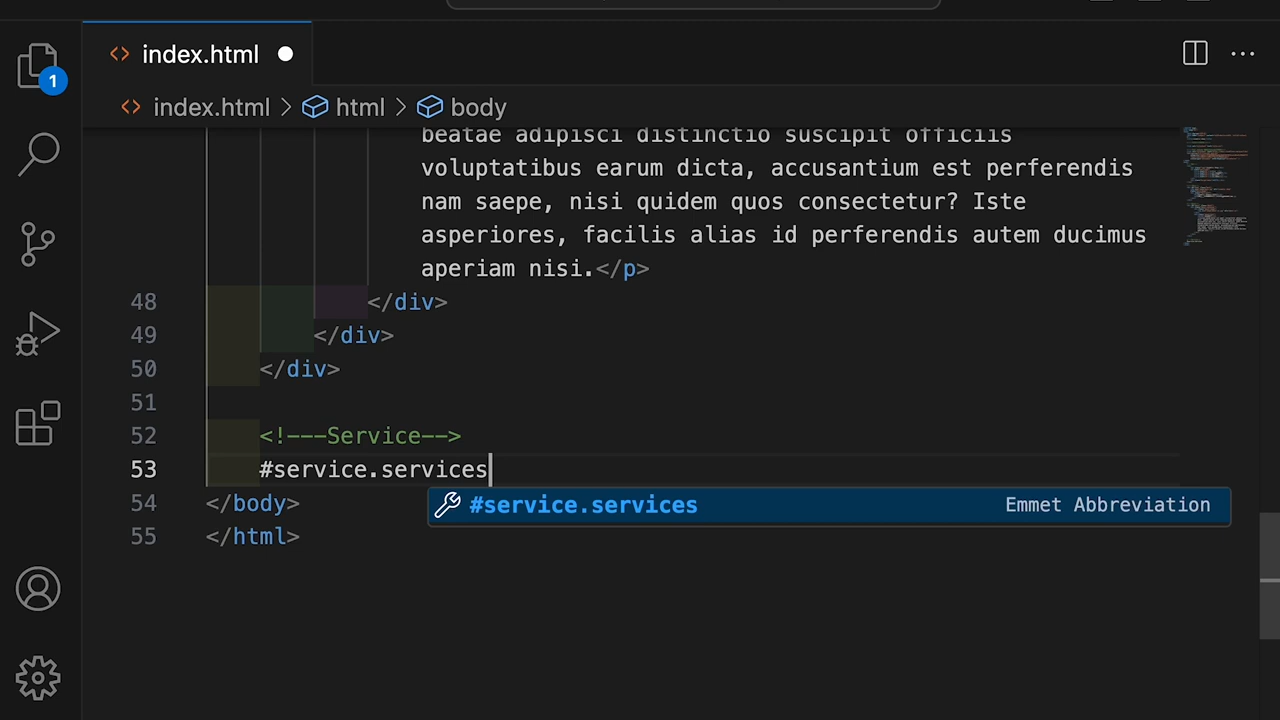 index.html
1
index.html > html > body
beatae adipisci distinctio suscipit officiis
voluptatibus earum dicta, accusantium est perferendis
nam saepe, nisi quidem quos consectetur? Iste
asperiores, facilis alias id perferendis autem ducimus
aperiam nisi.</p>
48 </div>
49 </div>
50 </div>
51
52 <!---Service-->
53 #service.services
#service.services Emmet Abbreviation
54 </body>
55 </html>